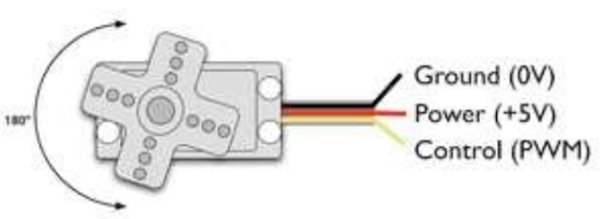 180°
Ground (0V)
Power (+5V)
Control (PWM)